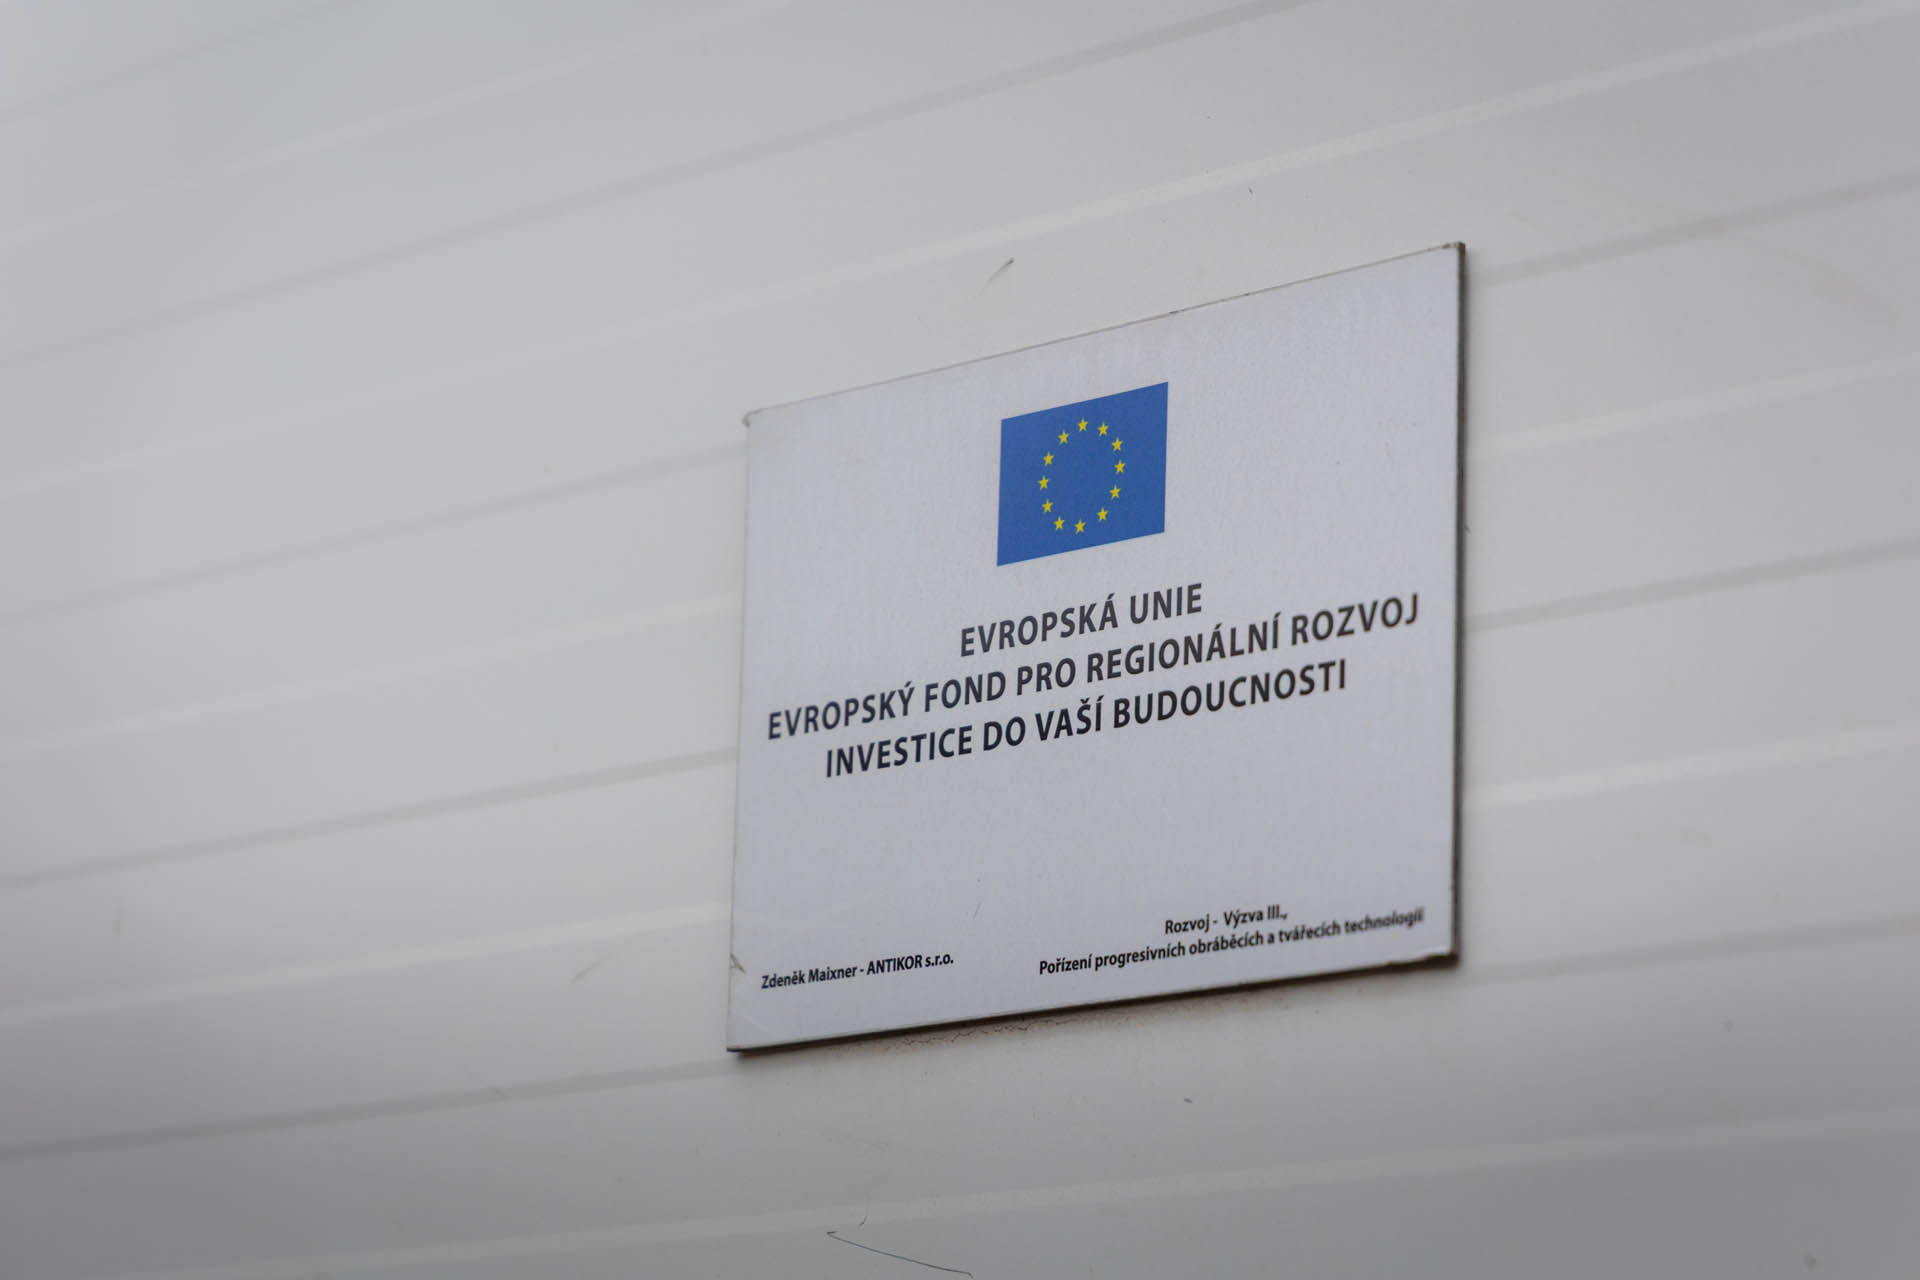 EVROPSKÁ UNIE
EVROPSKÝ FOND PRO REGIONÁLNÍ ROZVOJ
INVESTICE DO VAŠÍ BUDOUCNOSTI
Zdeněk Maixner - ANTIKOR s.r.o.
Rozvoj - Výzva III.,
Pořízení progresivních obráběcích a tvářecích technologií